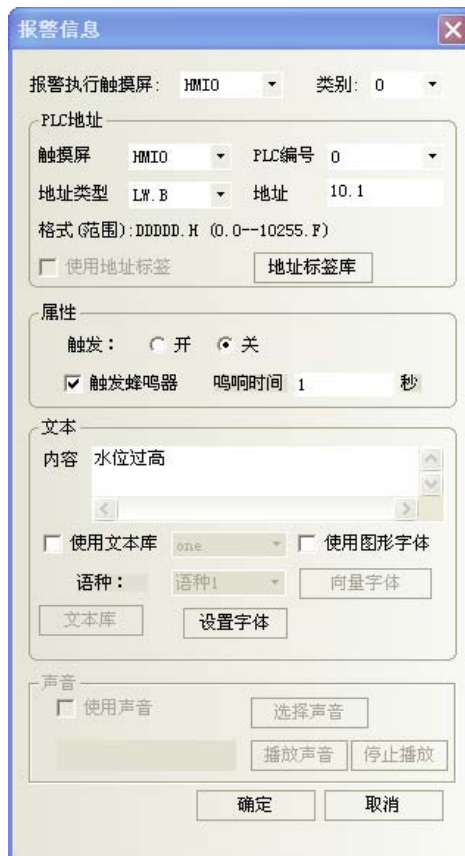 报警信息
报警执行触摸屏: HMI0 类别: 0
PLC地址
触摸屏 HMI0 PLC编号 0
地址类型 LW.B 地址 10.1
格式(范围):DDDDD.H (0.0--10255.F)
使用地址标签 地址标签库
属性
触发： 开 关
触发蜂鸣器 鸣响时间 1 秒
文本
内容 水位过高
使用文本库 one 使用图形字体
语种： 语种1 向量字体
文本库 设置字体
声音
使用声音 选择声音
播放声音 停止播放
确定 取消